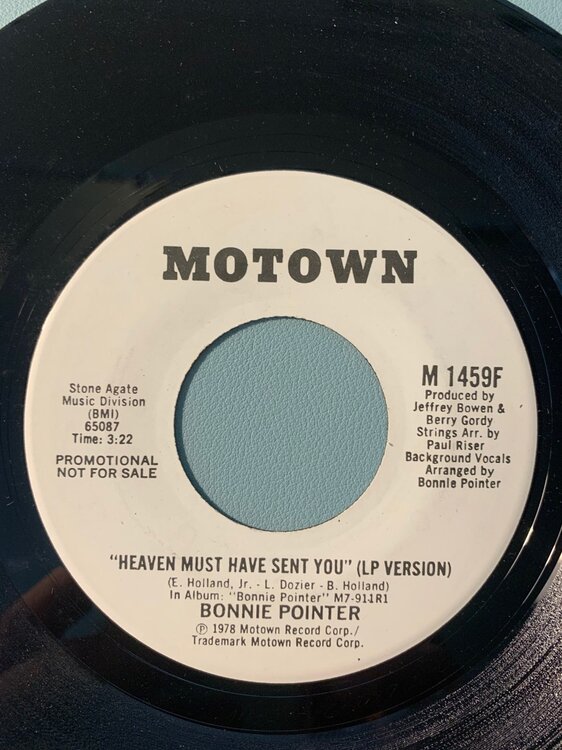 MOTOWN
Stone Agate
Music Division
(BMI)
65087
Time: 3:22
PROMOTIONAL
NOT FOR SALE
M 1459F
Produced by
Jeffrey Bowen &
Berry Gordy
Strings Arr. by
Paul Riser
Background Vocals
Arranged by
Bonnie Pointer
"HEAVEN MUST HAVE SENT YOU" (LP VERSION)
(E. Holland, Jr. - L. Dozier - B. Holland)
In Album: "Bonnie Pointer" M7-911R1
BONNIE POINTER
Ⓟ 1978 Motown Record Corp./
Trademark Motown Record Corp.